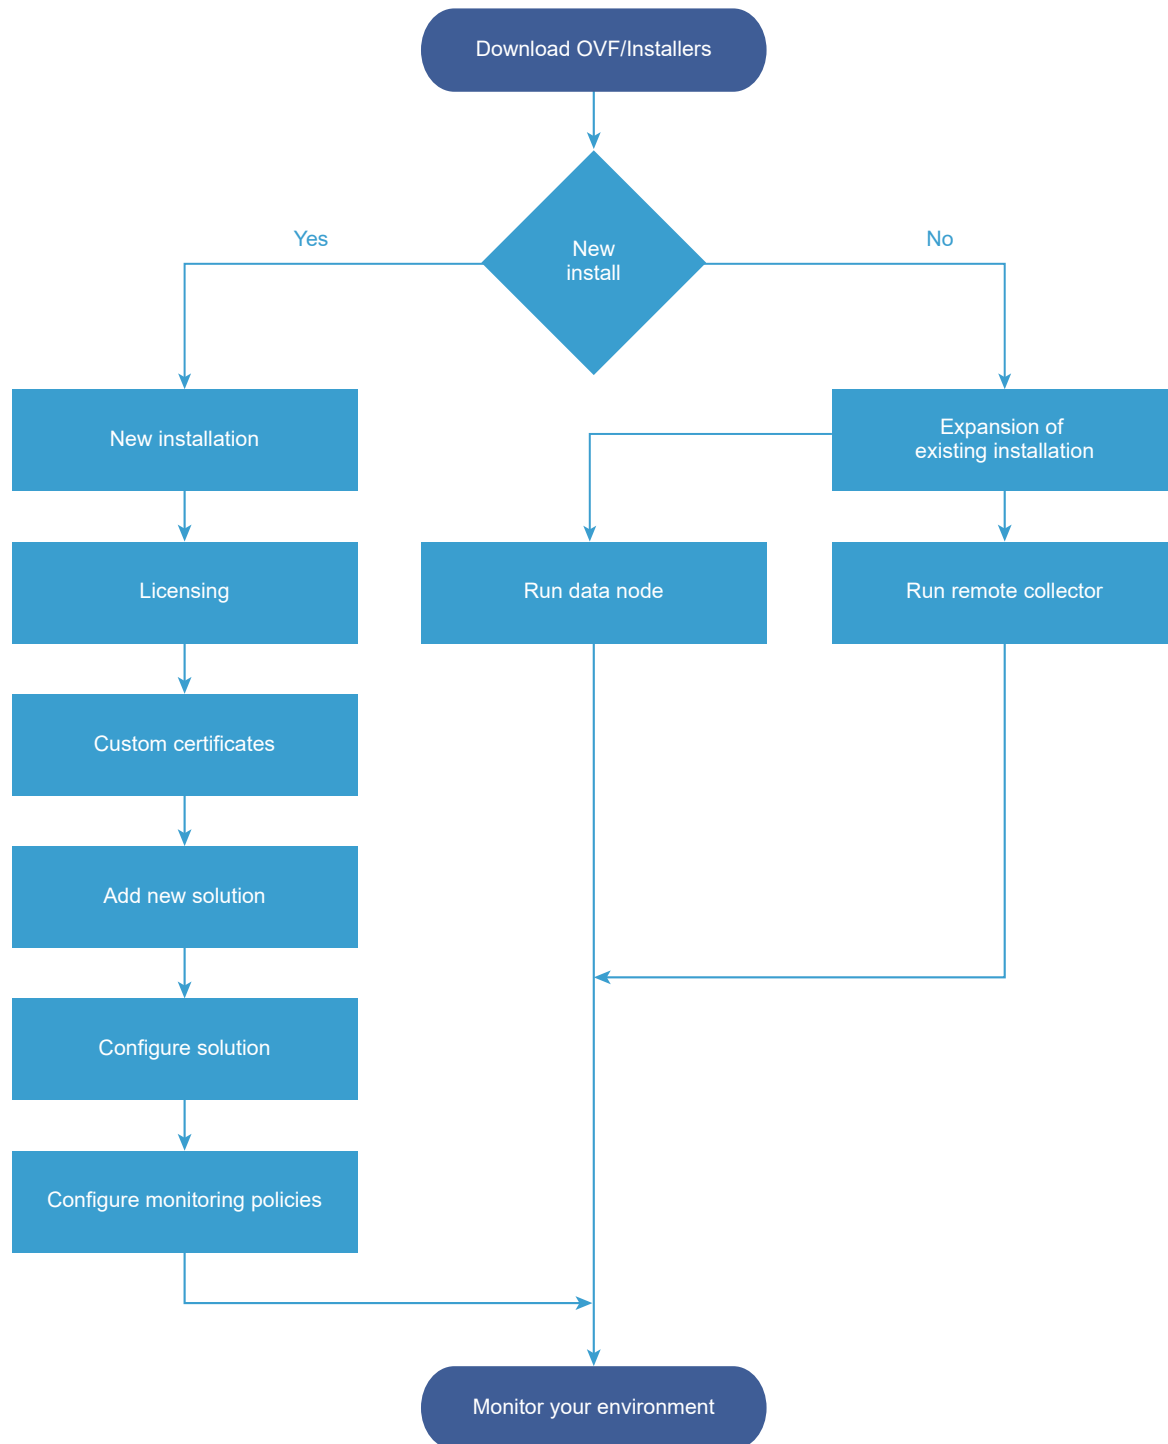 Download OVF/Installers
Yes
New
install
No
New installation
Expansion of
existing installation
Licensing
Run data node
Run remote collector
Custom certificates
Add new solution
Configure solution
Configure monitoring policies
Monitor your environment